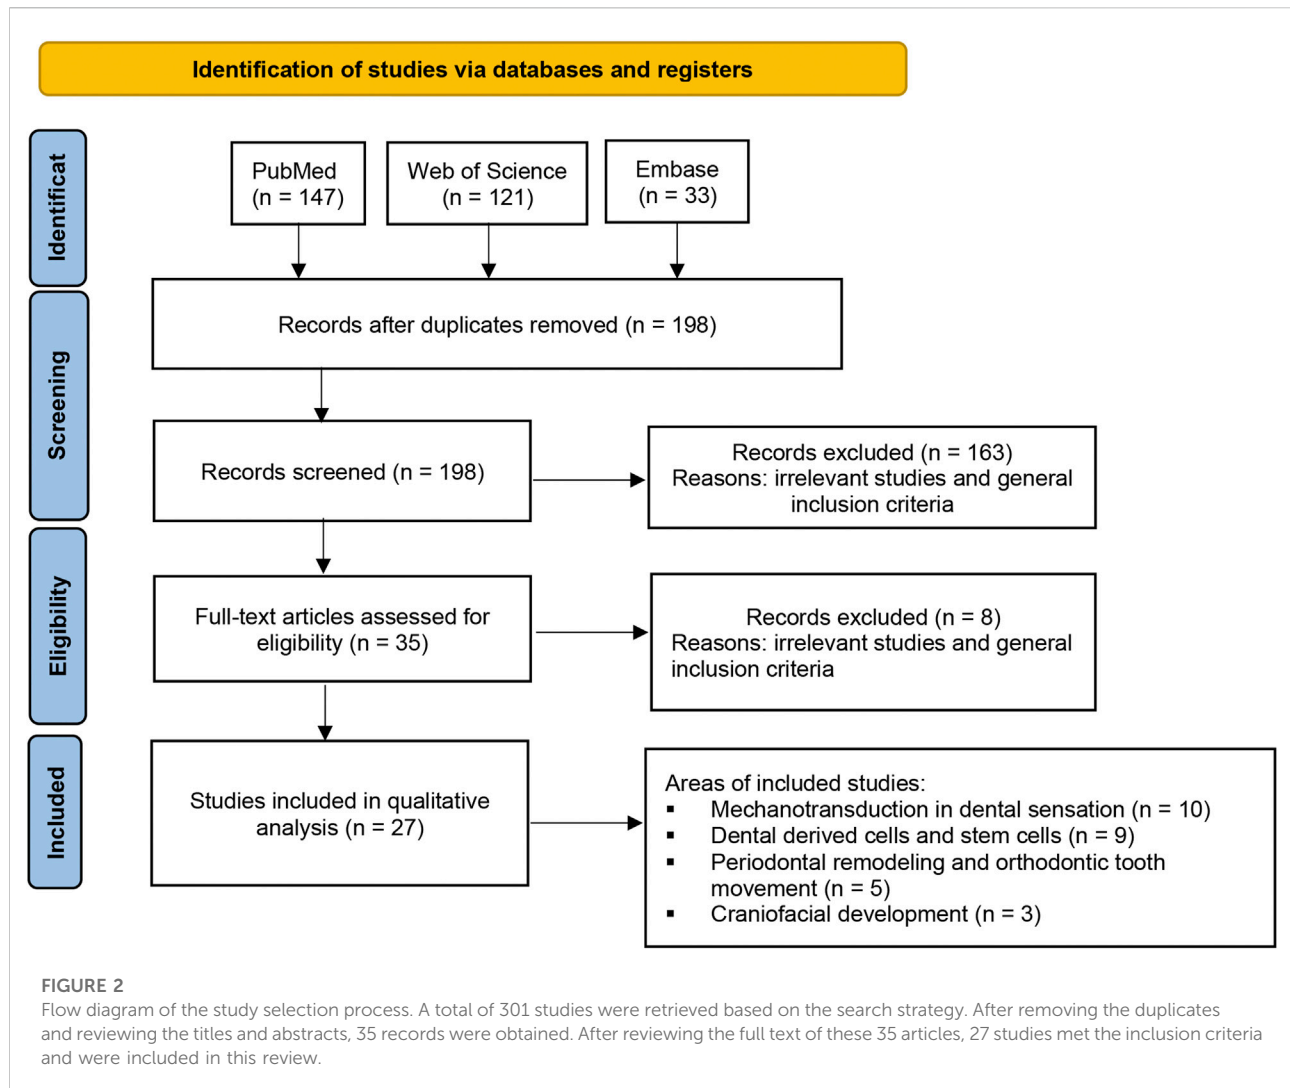 Identification of studies via databases and registers
Identificat
PubMed
(n = 147)
Web of Science
(n = 121)
Embase
(n = 33)
Screening
Records after duplicates removed (n = 198)
Records screened (n = 198)
Records excluded (n = 163)
Reasons: irrelevant studies and general
inclusion criteria
Eligibility
Full-text articles assessed for
eligibility (n = 35)
Records excluded (n = 8)
Reasons: irrelevant studies and general
inclusion criteria
Included
Studies included in qualitative
analysis (n = 27)
Areas of included studies:
▪ Mechanotransduction in dental sensation (n = 10)
▪ Dental derived cells and stem cells (n = 9)
▪ Periodontal remodeling and orthodontic tooth
movement (n = 5)
▪ Craniofacial development (n = 3)
FIGURE 2
Flow diagram of the study selection process. A total of 301 studies were retrieved based on the search strategy. After removing the duplicates
and reviewing the titles and abstracts, 35 records were obtained. After reviewing the full text of these 35 articles, 27 studies met the inclusion criteria
and were included in this review.